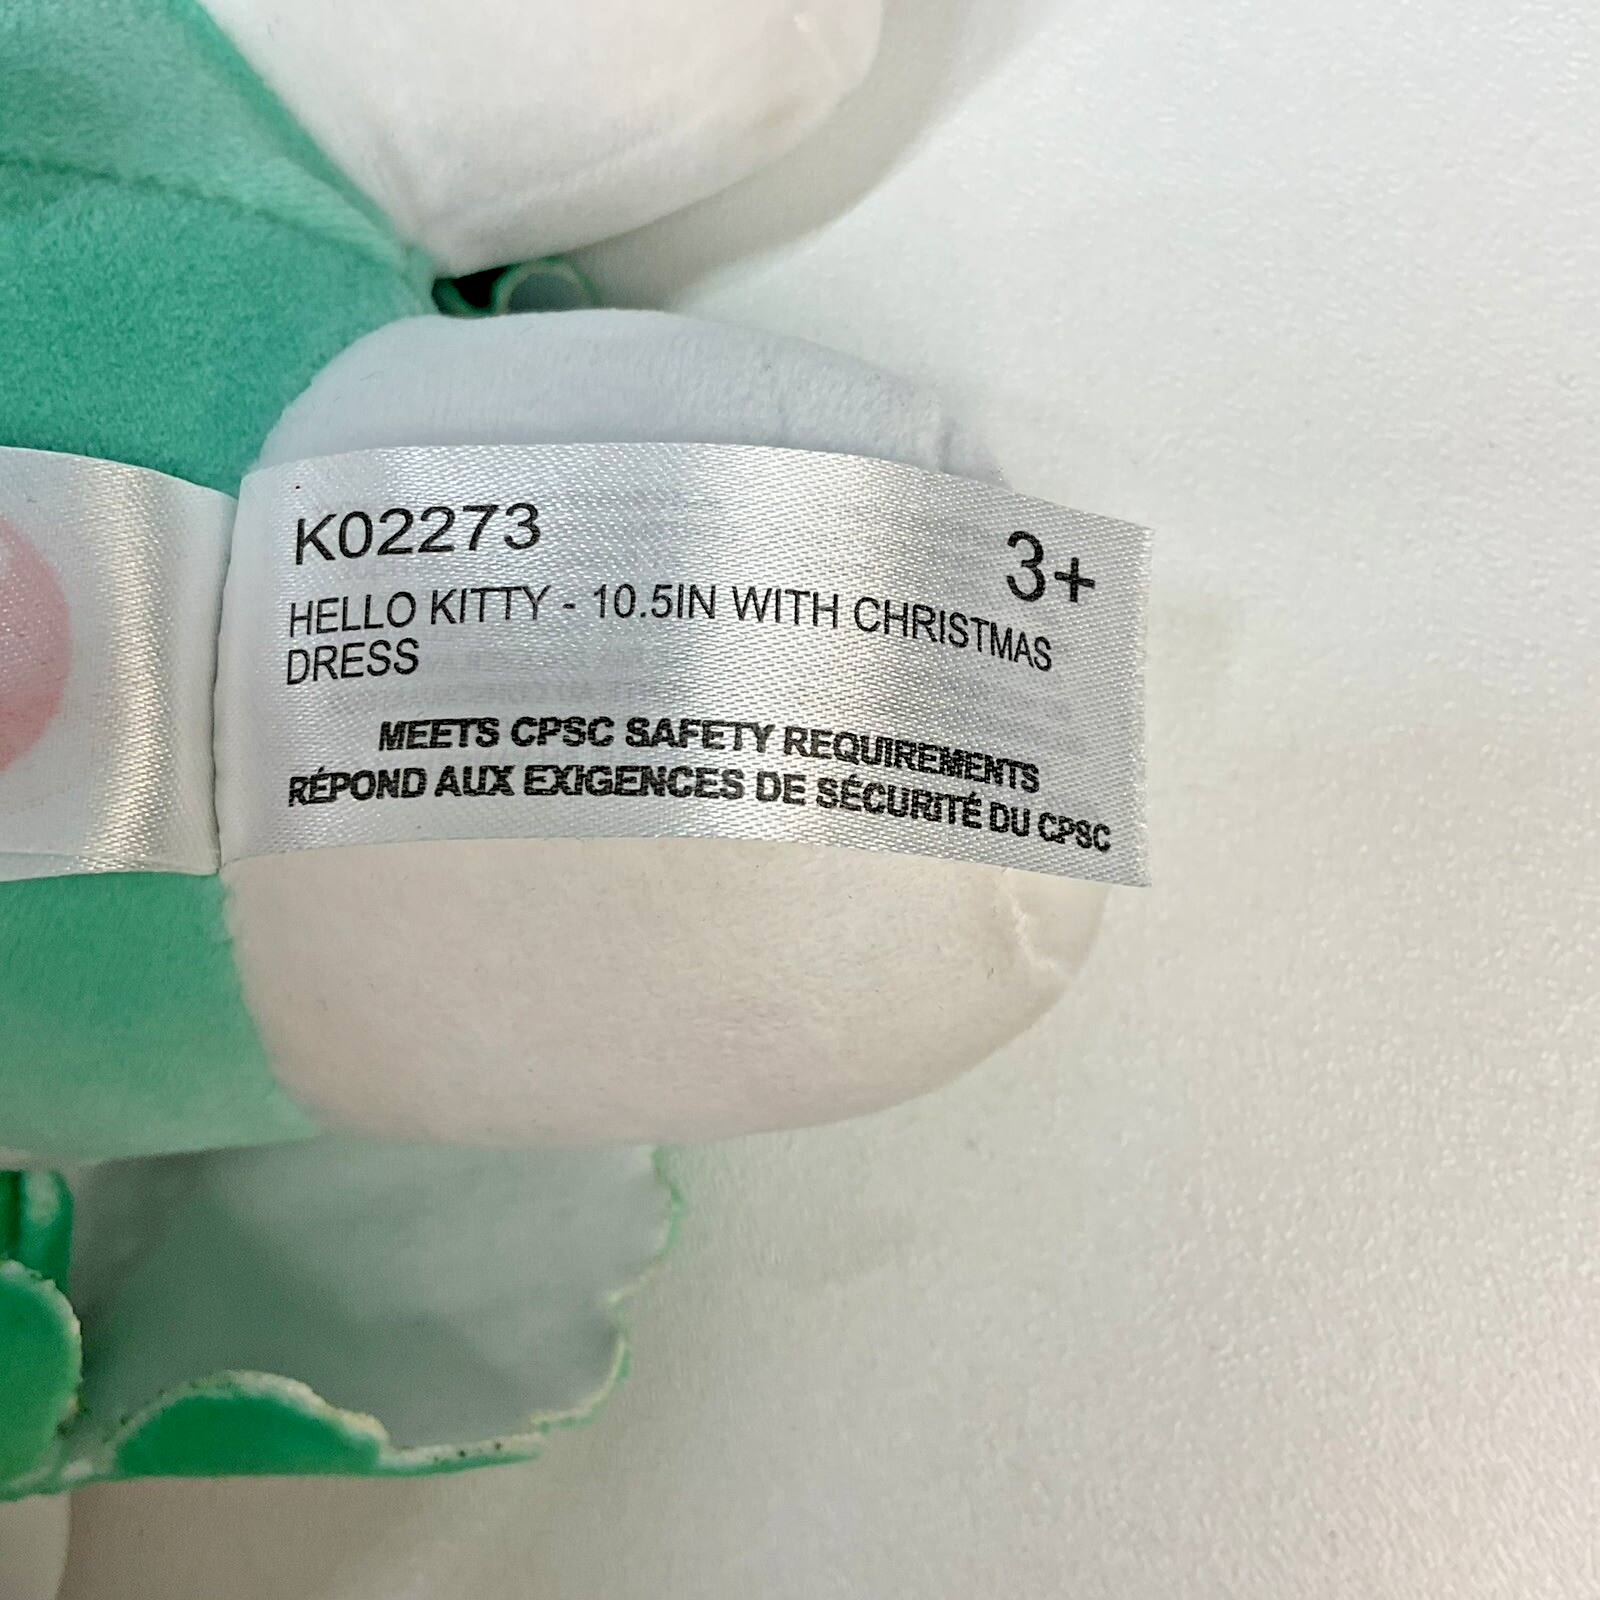 K02273
3+
HELLO KITTY - 10.5IN WITH CHRISTMAS
DRESS
MEETS CPSC SAFETY REQUIREMENTS
RÉPOND AUX EXIGENCES DE SÉCURITÉ DU CPSC